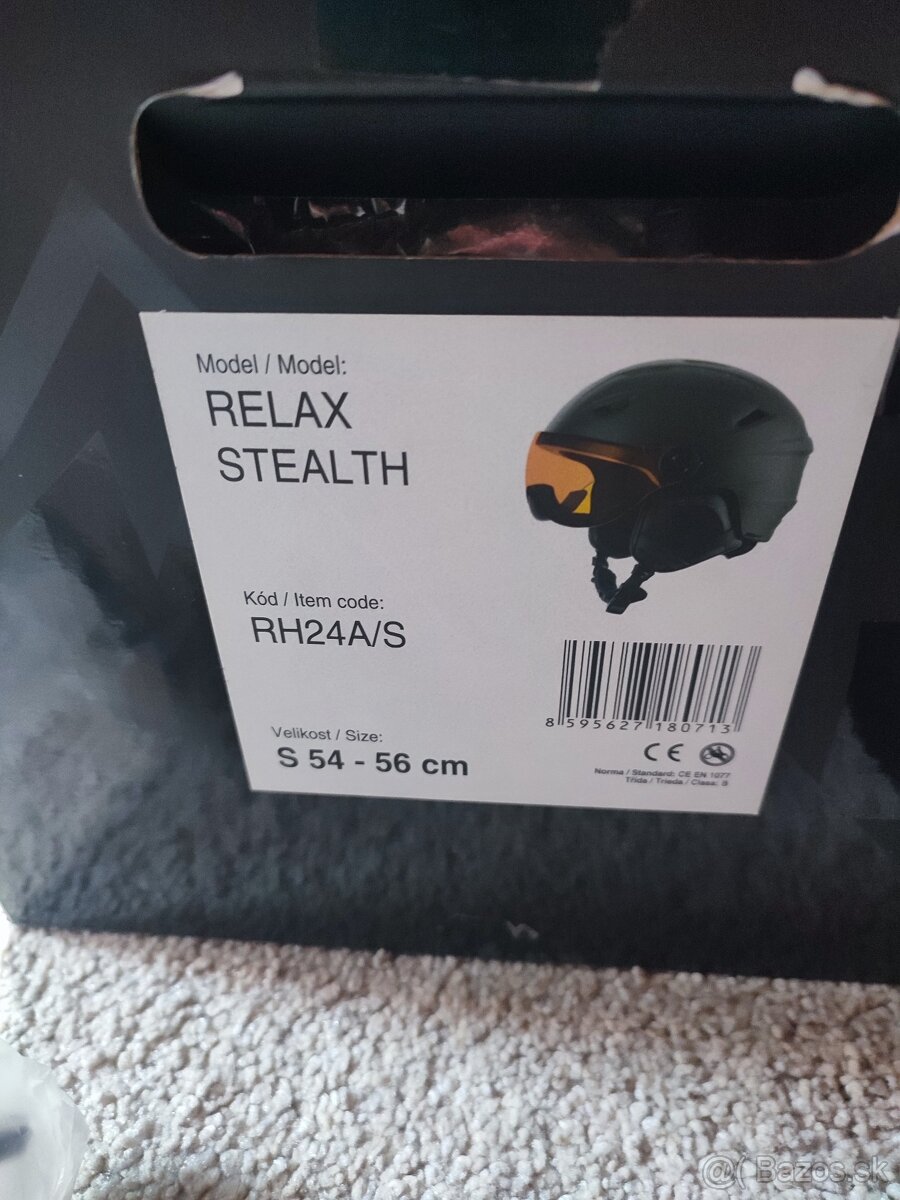 Model / Model:
RELAX
STEALTH
Kód / Item code:
RH24A/S
8 595627 180713
Velikost / Size:
S 54 - 56 cm
CE
Norma / Standard: CE EN 1077
Třída / Trieda / Class: B
@( Bazos.sk